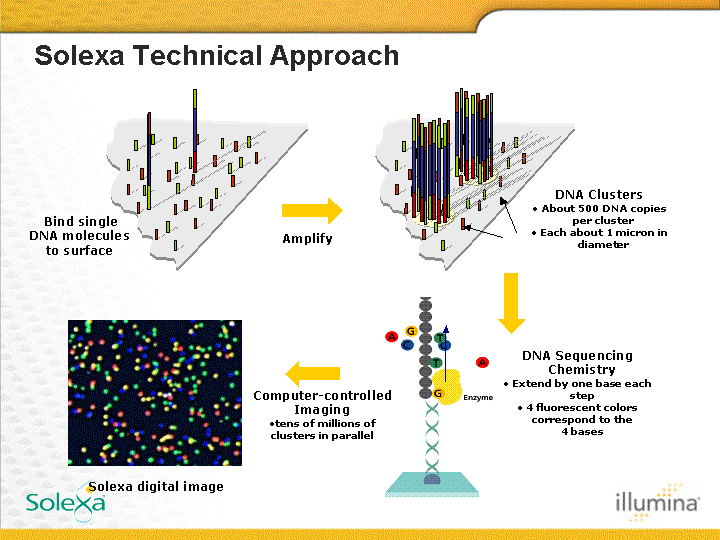 Solexa Technical Approach
Bind single
DNA molecules
to surface
Amplify
DNA Clusters
• About 500 DNA copies
per cluster
• Each about 1 micron in
diameter
DNA Sequencing
Chemistry
• Extend by one base each
step
• 4 fluorescent colors
correspond to the
4 bases
A
G
C
T
C
T
A
G
Enzyme
Computer-controlled
Imaging
•tens of millions of
clusters in parallel
Solexa digital image
Solexa
illumina